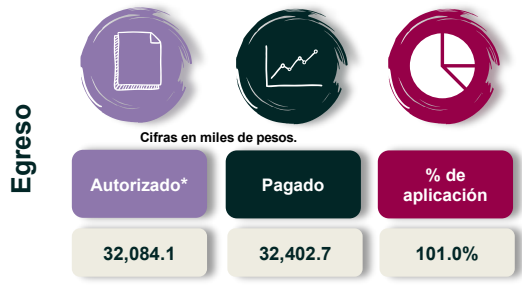 Egreso
Cifras en miles de pesos.
Autorizado*
Pagado
% de
aplicación
32,084.1
32,402.7
101.0%